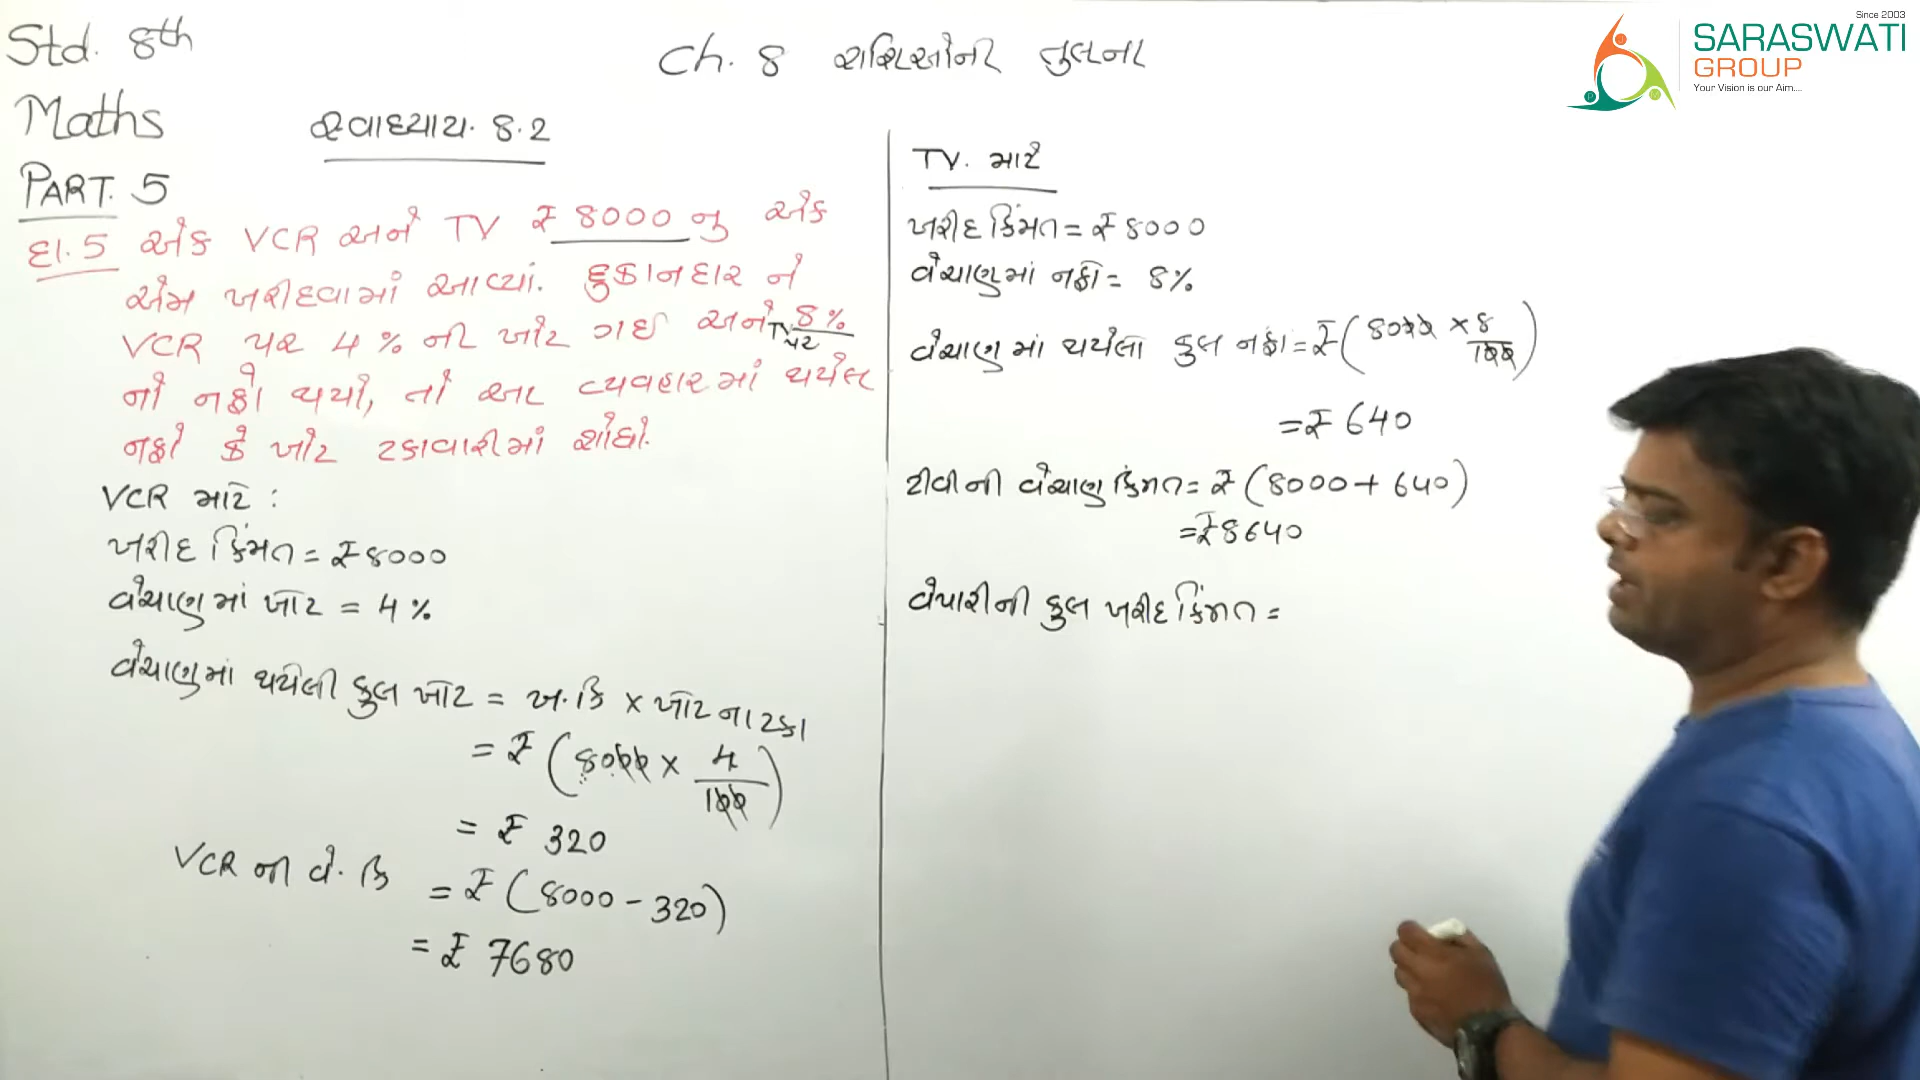 Std. 8th
Maths
PART. 5
Ch. 8 રાશિઓની તુલના
Since 2003
SARASWATI
GROUP
Your Vision is our Aim....
સ્વાધ્યાય. 8.2
દા.5 એક VCR અને TV ₹ 8000 નુ એક
એમ ખરીદવામાં આવ્યાં. દુકાનદાર ને
VCR પર 4 % ની ખોટ ગઈ અને TV પર 8 %
નો નફો થયો, તો આ વ્યવહારમાં થયેલ
નફો કે ખોટ ટકાવારીમાં શોધો.
VCR માટે :
ખરીદ કિંમત = ₹ 8000
વેચાણમાં ખોટ = 4 %
વેચાણમાં થયેલી કુલ ખોટ = ખ. કિ × ખોટ ના ટકા
= ₹ ( 8000 × 4/100 )
= ₹ 320
VCR ની વે. કિ = ₹ ( 8000 - 320 )
= ₹ 7680
TV. માટે
ખરીદ કિંમત = ₹ 8000
વેચાણમાં નફો = 8%
વેચાણ માં થયેલા કુલ નફા = ₹ ( 8000 × 8/100 )
= ₹ 640
ટીવી ની વેચાણ કિંમત = ₹ ( 8000 + 640 )
= ₹ 8640
વેપારીની કુલ ખરીદ કિંમત =